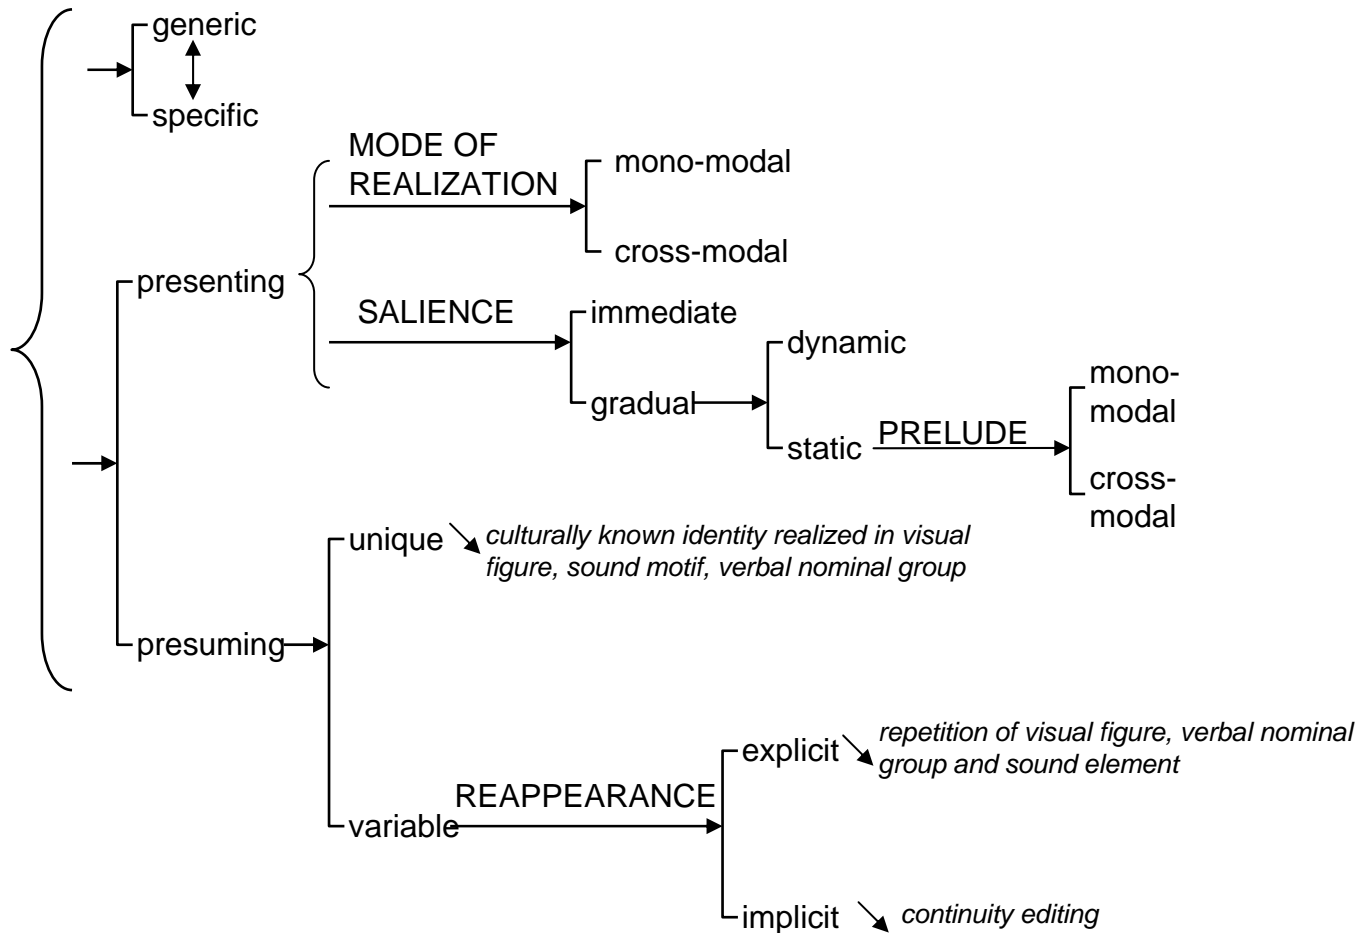 generic
specific
MODE OF
REALIZATION
mono-modal
cross-modal
presenting
SALIENCE
immediate
gradual
dynamic
static
PRELUDE
mono-
modal
cross-
modal
unique
culturally known identity realized in visual
figure, sound motif, verbal nominal group
presuming
variable
REAPPEARANCE
explicit
repetition of visual figure, verbal nominal
group and sound element
implicit
continuity editing